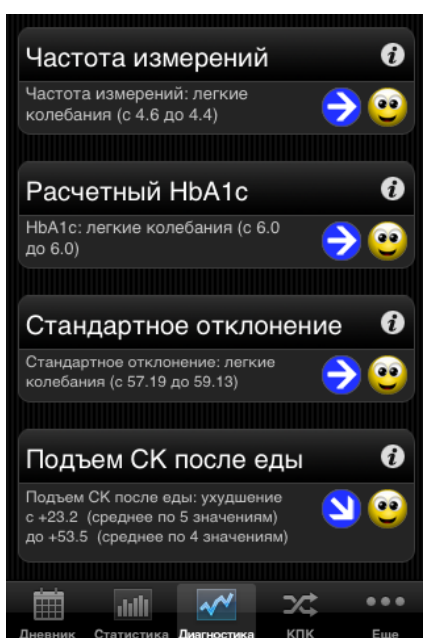 Частота измерений
Частота измерений: легкие
колебания (с 4.6 до 4.4)
Расчетный HbA1c
HbA1c: легкие колебания (с 6.0
до 6.0)
Стандартное отклонение
Стандартное отклонение: легкие
колебания (с 57.19 до 59.13)
Подъем СК после еды
Подъем СК после еды: ухудшение
с +23.2 (среднее по 5 значениям)
до +53.5 (среднее по 4 значениям)
Дневник Статистика Диагностика КПК Еще